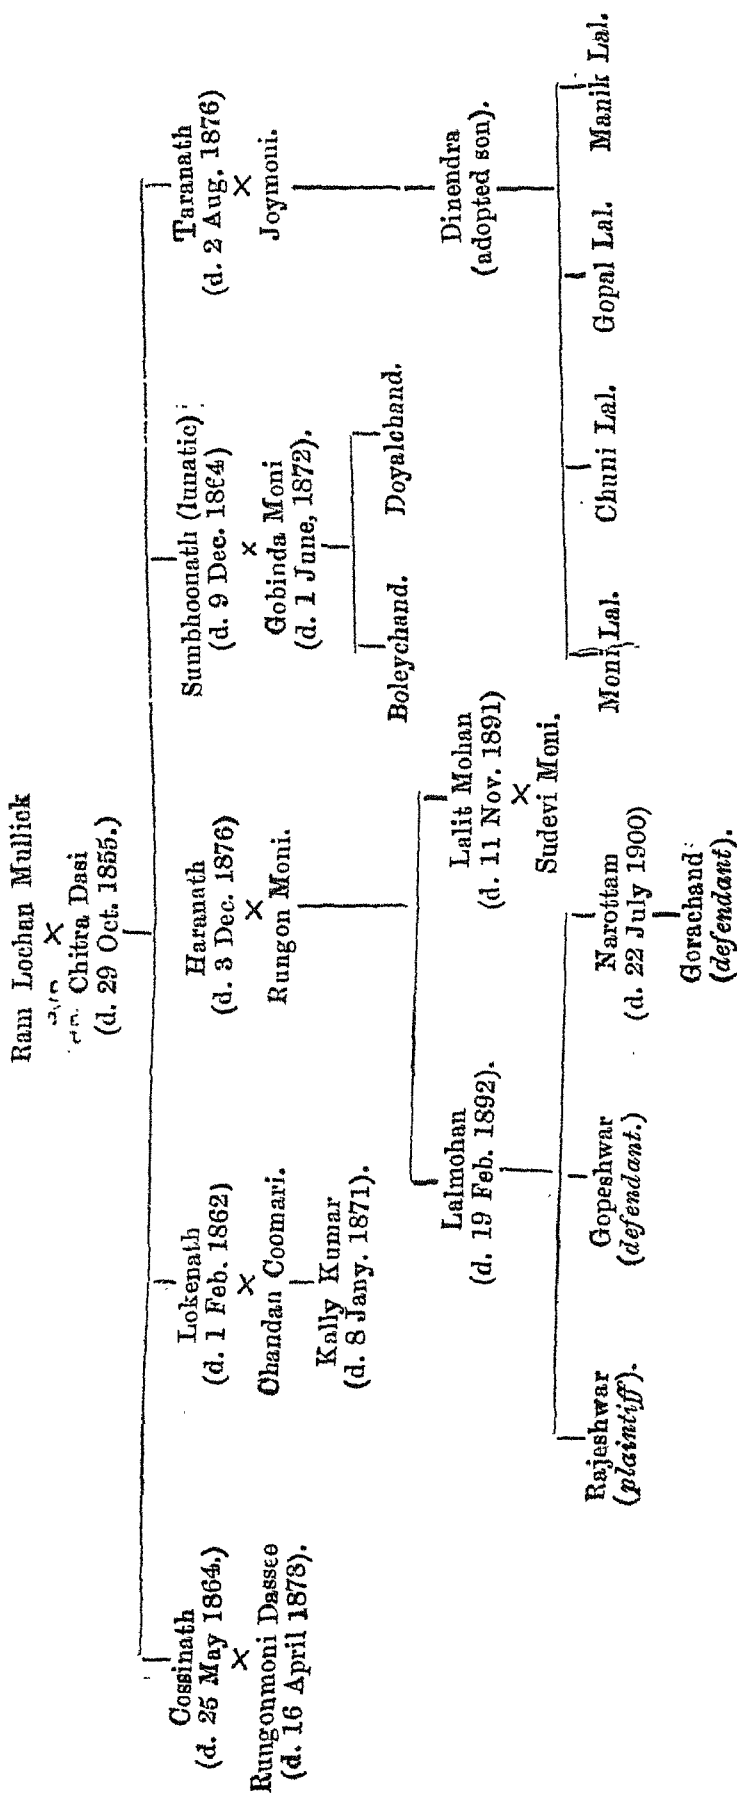 Ram Lochan Mullick
×
Chitra Dasi
(d. 29 Oct. 1855.)
Cossinath
(d. 25 May 1864.)
×
Rungonmoni Dassee
(d. 16 April 1873).
Lokenath
(d. 1 Feb. 1862)
×
Chandan Coomari.
Kally Kumar
(d. 8 Jany. 1871).
Haranath
(d. 3 Dec. 1876)
×
Rungon Moni.
Sumbhoonath (lunatic)
(d. 9 Dec. 1864)
×
Gobinda Moni
(d. 1 June, 1872).
Taranath
(d. 2 Aug. 1876)
×
Joymoni.
Lalmohan
(d. 19 Feb. 1892).
Lalit Mohan
(d. 11 Nov. 1891)
×
Sudevi Moni.
Boleychand.
Doyalchand.
Dinendra
(adopted son).
Rajeshwar
(plaintiff).
Gopeshwar
(defendant.)
Narottam
(d. 22 July 1900)
Gorachand
(defendant).
Moni Lal.
Chuni Lal.
Gopal Lal.
Manik Lal.